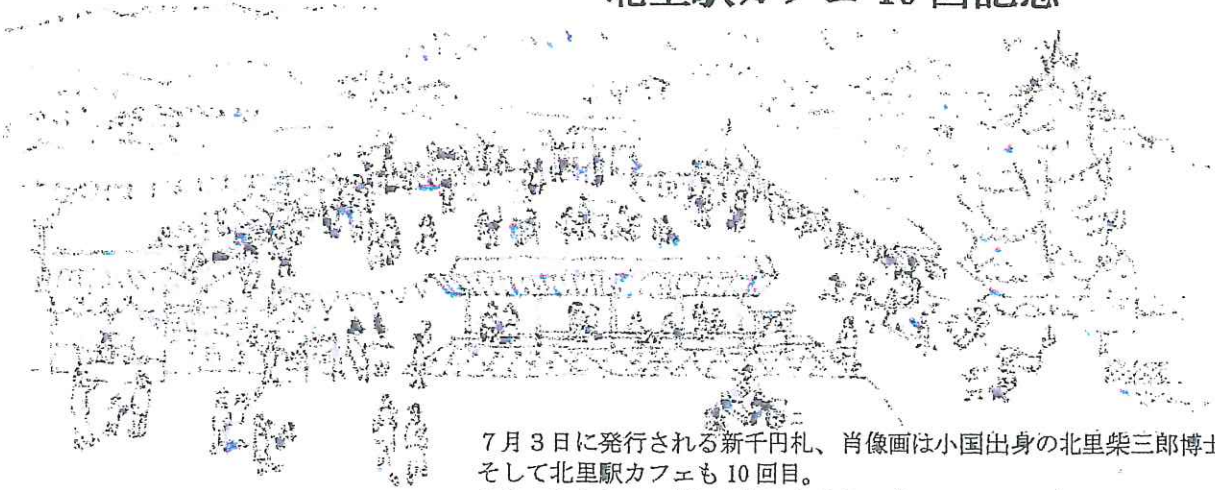 北里駅カフェ 10 回記念
７月３日に発行される新千円札、肖像画は小国出身の北里柴三郎博士
そして北里駅カフェも 10 回目。